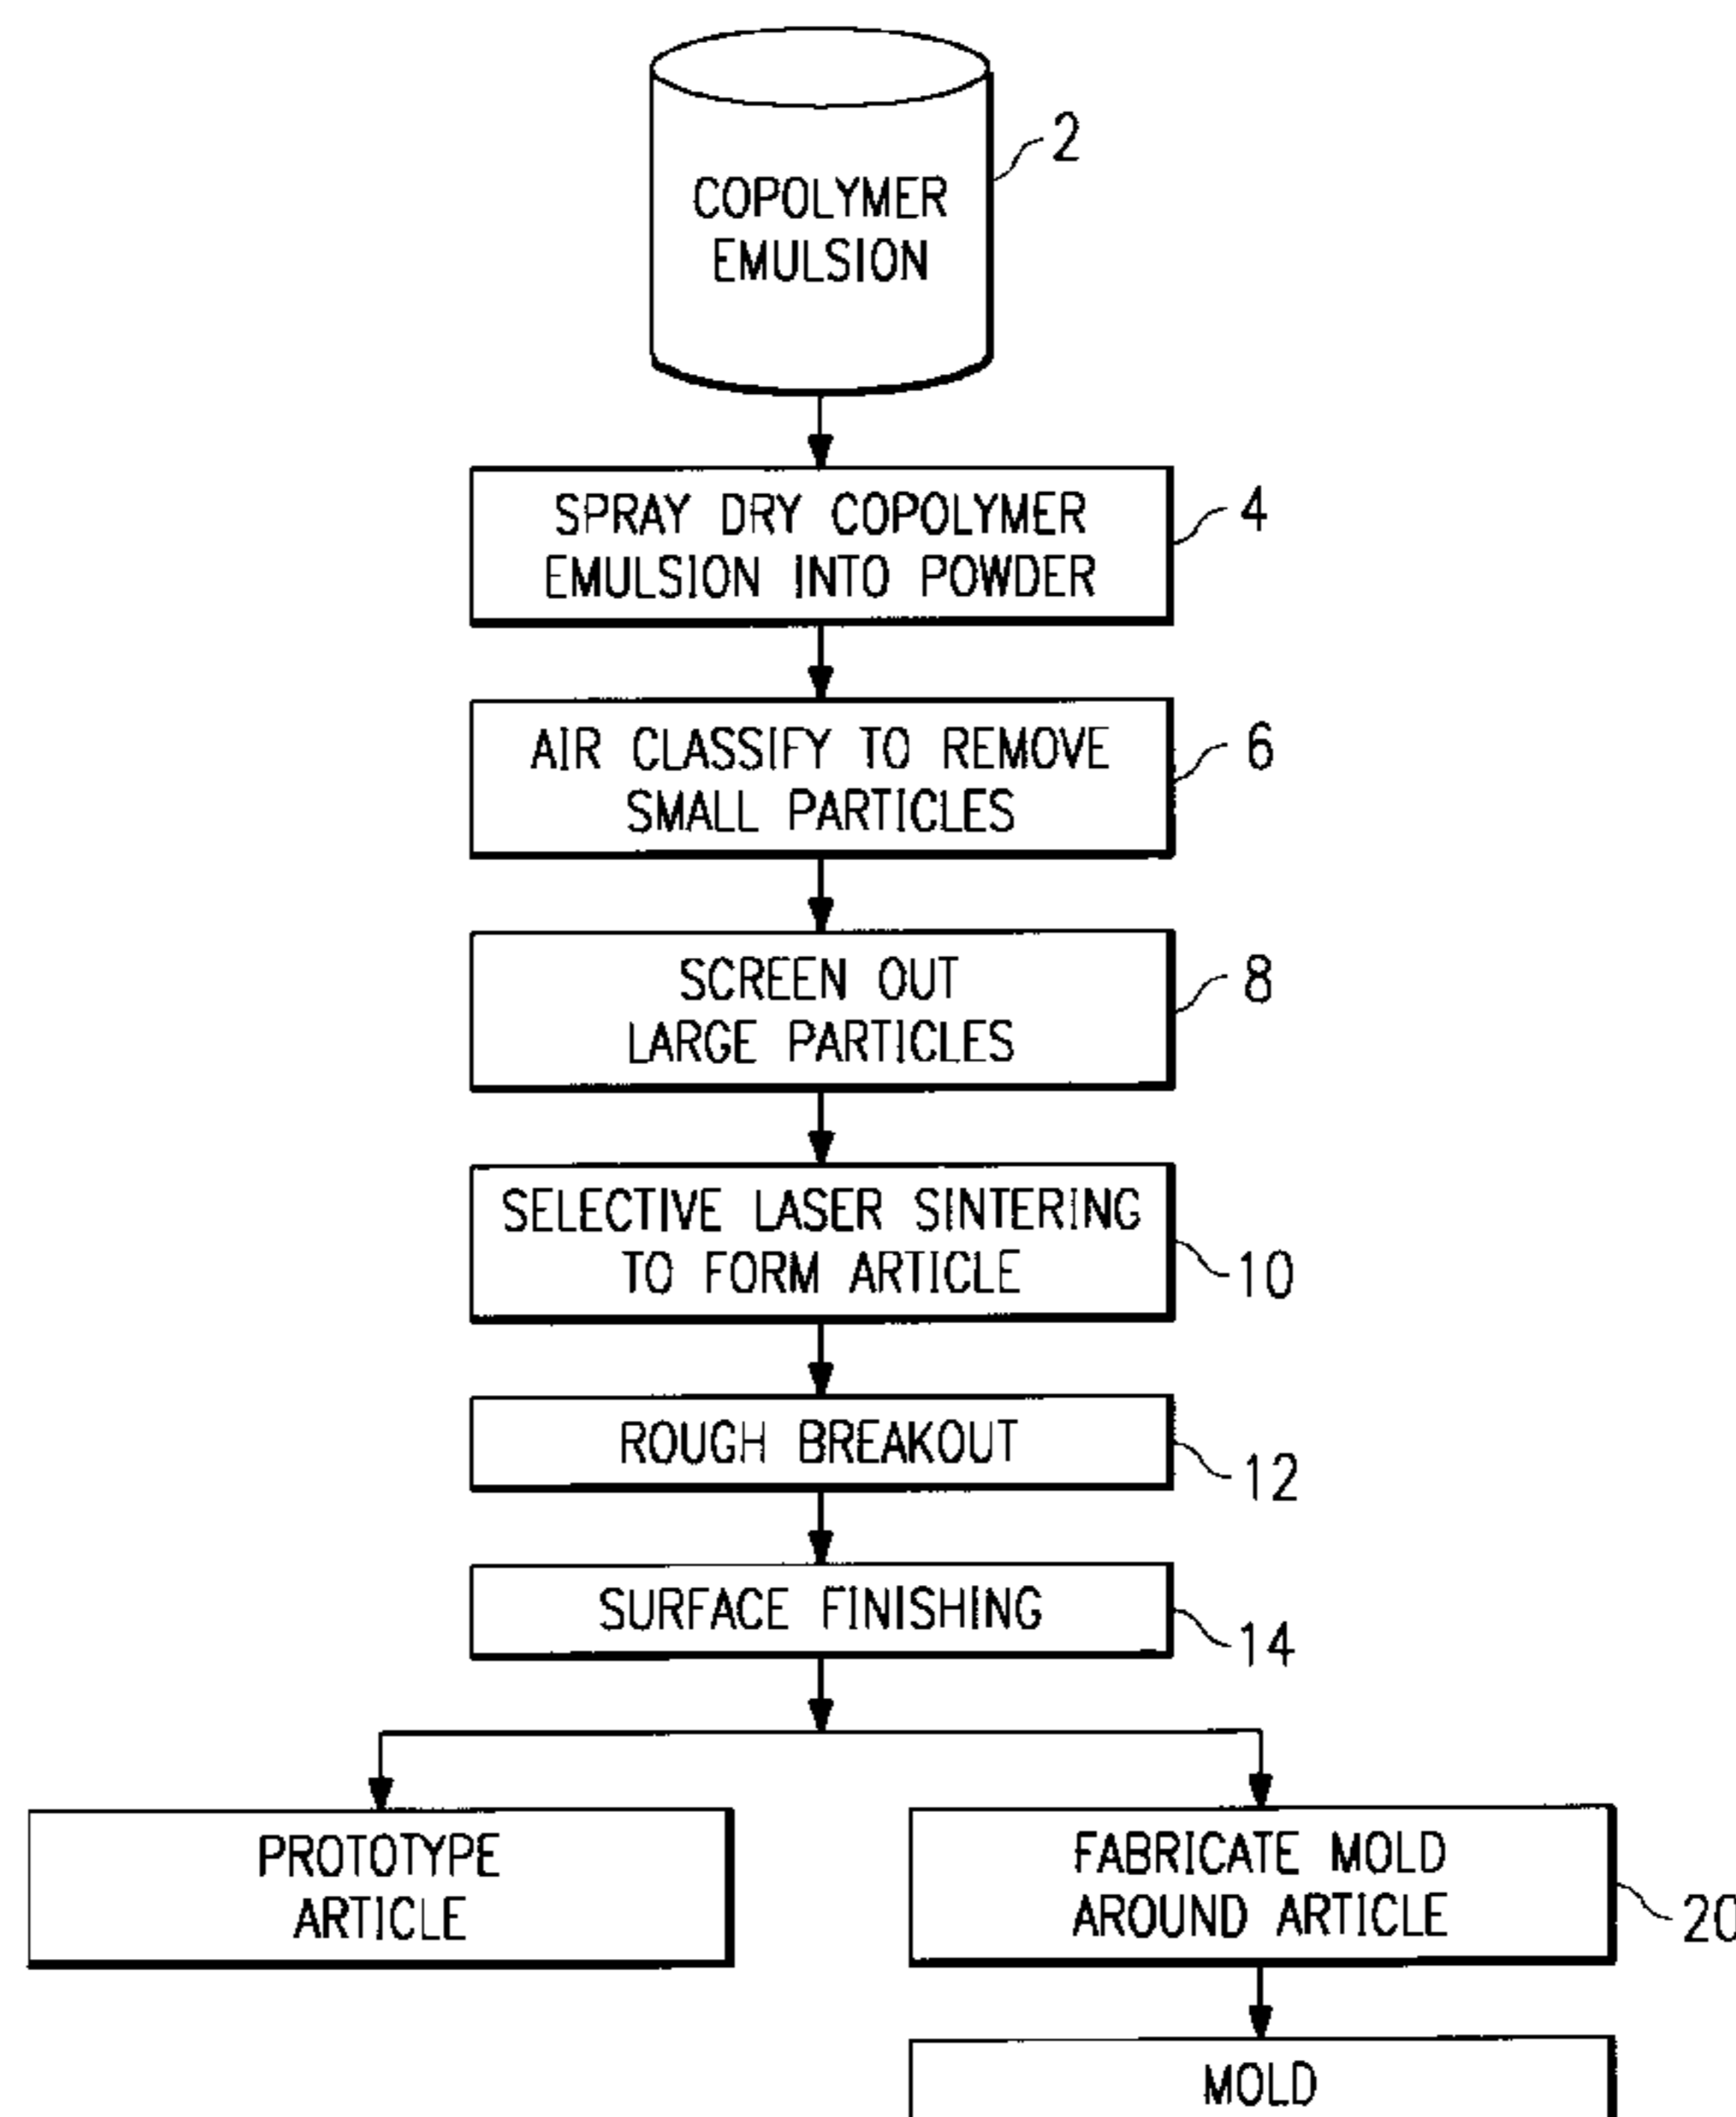 COPOLYMER
EMULSION
2
SPRAY DRY COPOLYMER
EMULSION INTO POWDER
4
AIR CLASSIFY TO REMOVE
SMALL PARTICLES
6
SCREEN OUT
LARGE PARTICLES
8
SELECTIVE LASER SINTERING
TO FORM ARTICLE
10
ROUGH BREAKOUT
12
SURFACE FINISHING
14
PROTOTYPE
ARTICLE
FABRICATE MOLD
AROUND ARTICLE
20
MOLD